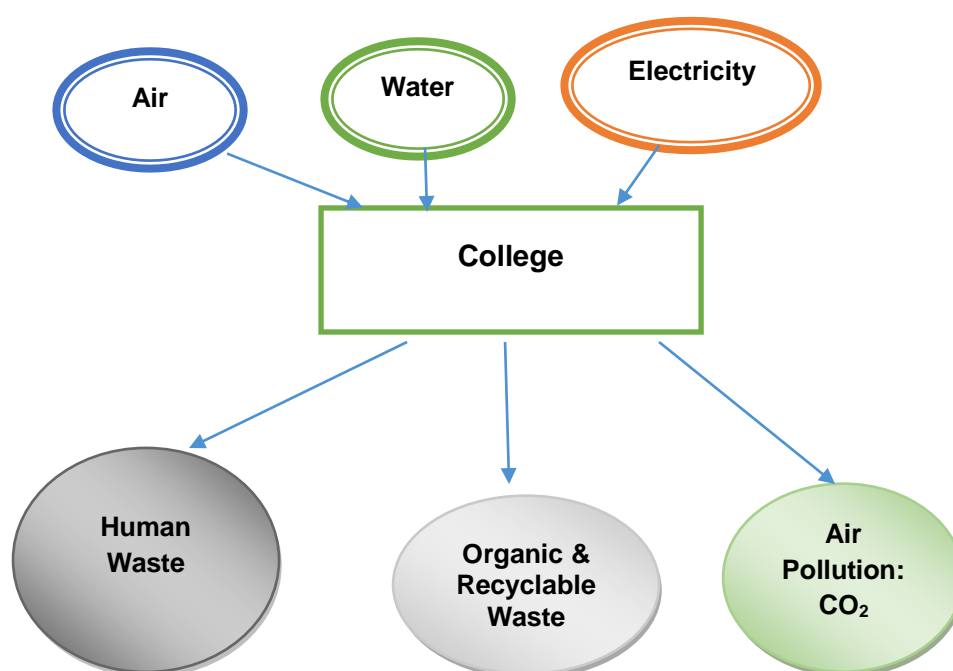 Air
Water
Electricity
College
Human
Waste
Organic &
Recyclable
Waste
Air
Pollution:
CO₂